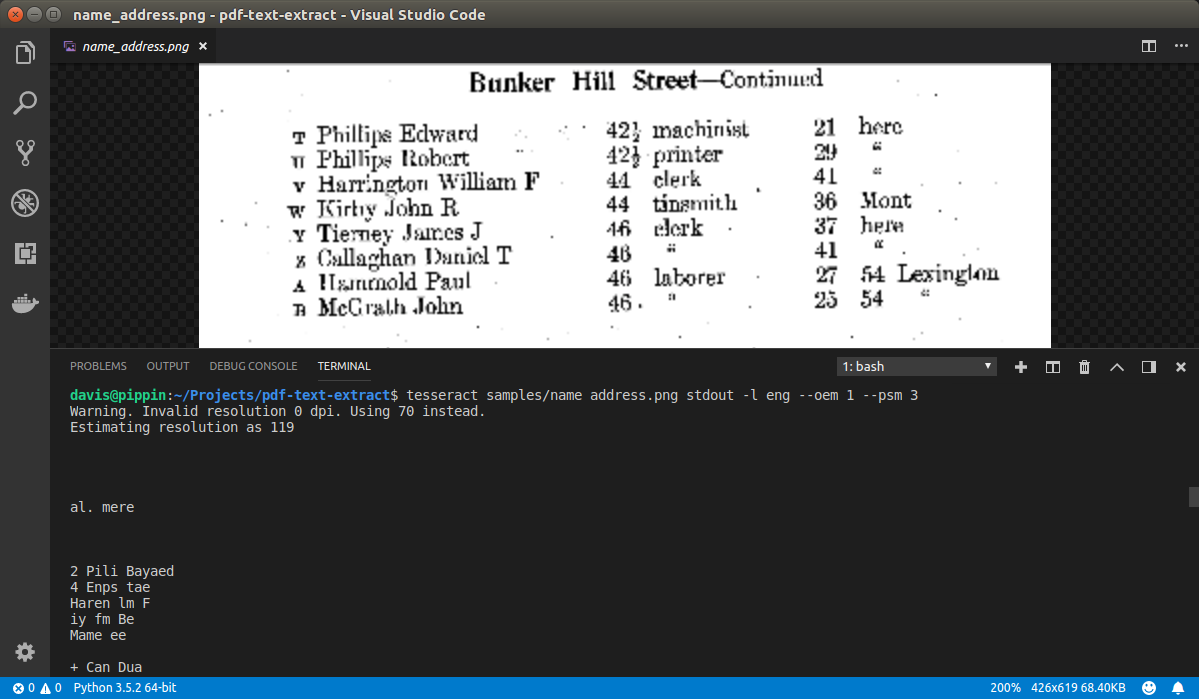 name_address.png - pdf-text-extract - Visual Studio Code
name_address.png
Bunker Hill Street—Continued
T Phillips Edward 42½ machinist 21 here
U Phillips Robert 42½ printer 29 “
V Harrington William F 44 clerk 41 “
W Kirby John R 44 tinsmith 36 Mont
Y Tierney James J 46 clerk 37 here
Z Callaghan Daniel T 46 “ 41 “
A Hammold Paul 46 laborer 27 54 Lexington
B McGrath John 46 “ 25 54 “
PROBLEMS OUTPUT DEBUG CONSOLE TERMINAL 1: bash
davis@pippin:~/Projects/pdf-text-extract$ tesseract samples/name address.png stdout -l eng --oem 1 --psm 3
Warning. Invalid resolution 0 dpi. Using 70 instead.
Estimating resolution as 119
al. mere
2 Pili Bayaed
4 Enps tae
Haren lm F
iy fm Be
Mame ee
+ Can Dua
0 0 Python 3.5.2 64-bit 200% 426x619 68.40KB